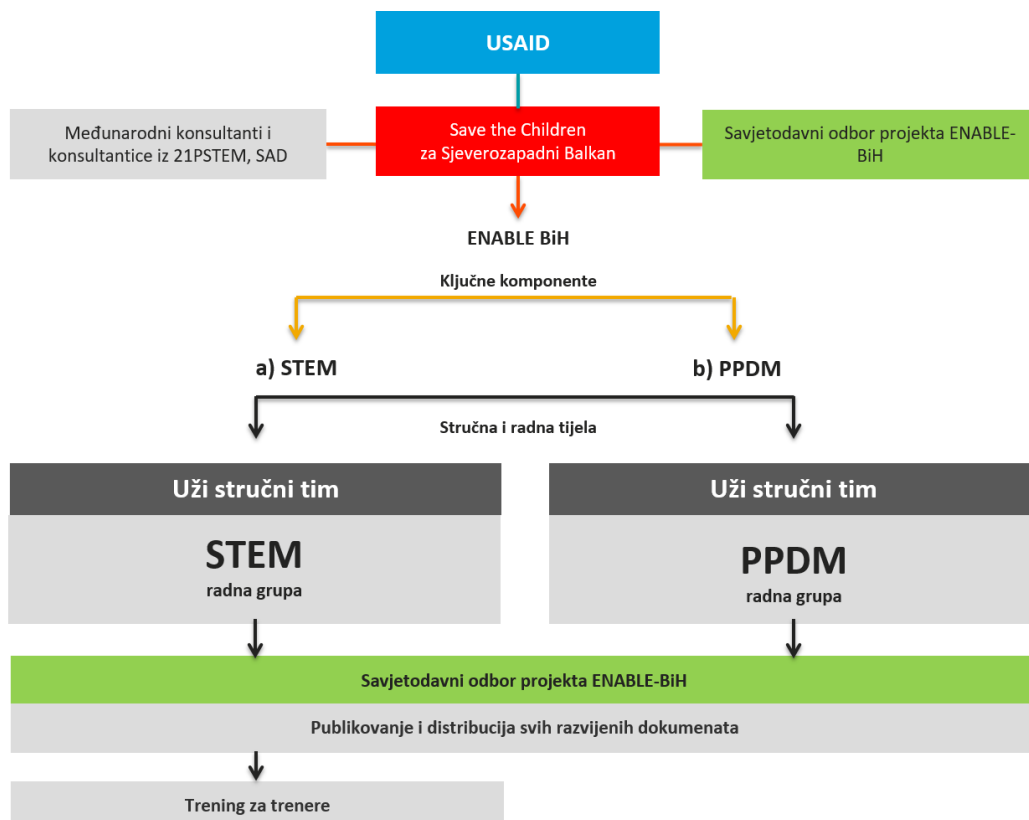 USAID
Međunarodni konsultanti i
konsultantice iz 21PSTEM, SAD
Save the Children
za Sjeverozapadni Balkan
Savjetodavni odbor projekta ENABLE-
BiH
ENABLE BiH
Ključne komponente
a) STEM
b) PPDM
Stručna i radna tijela
Uži stručni tim
STEM
radna grupa
Uži stručni tim
PPDM
radna grupa
Savjetodavni odbor projekta ENABLE-BiH
Publikovanje i distribucija svih razvijenih dokumenata
Trening za trenere